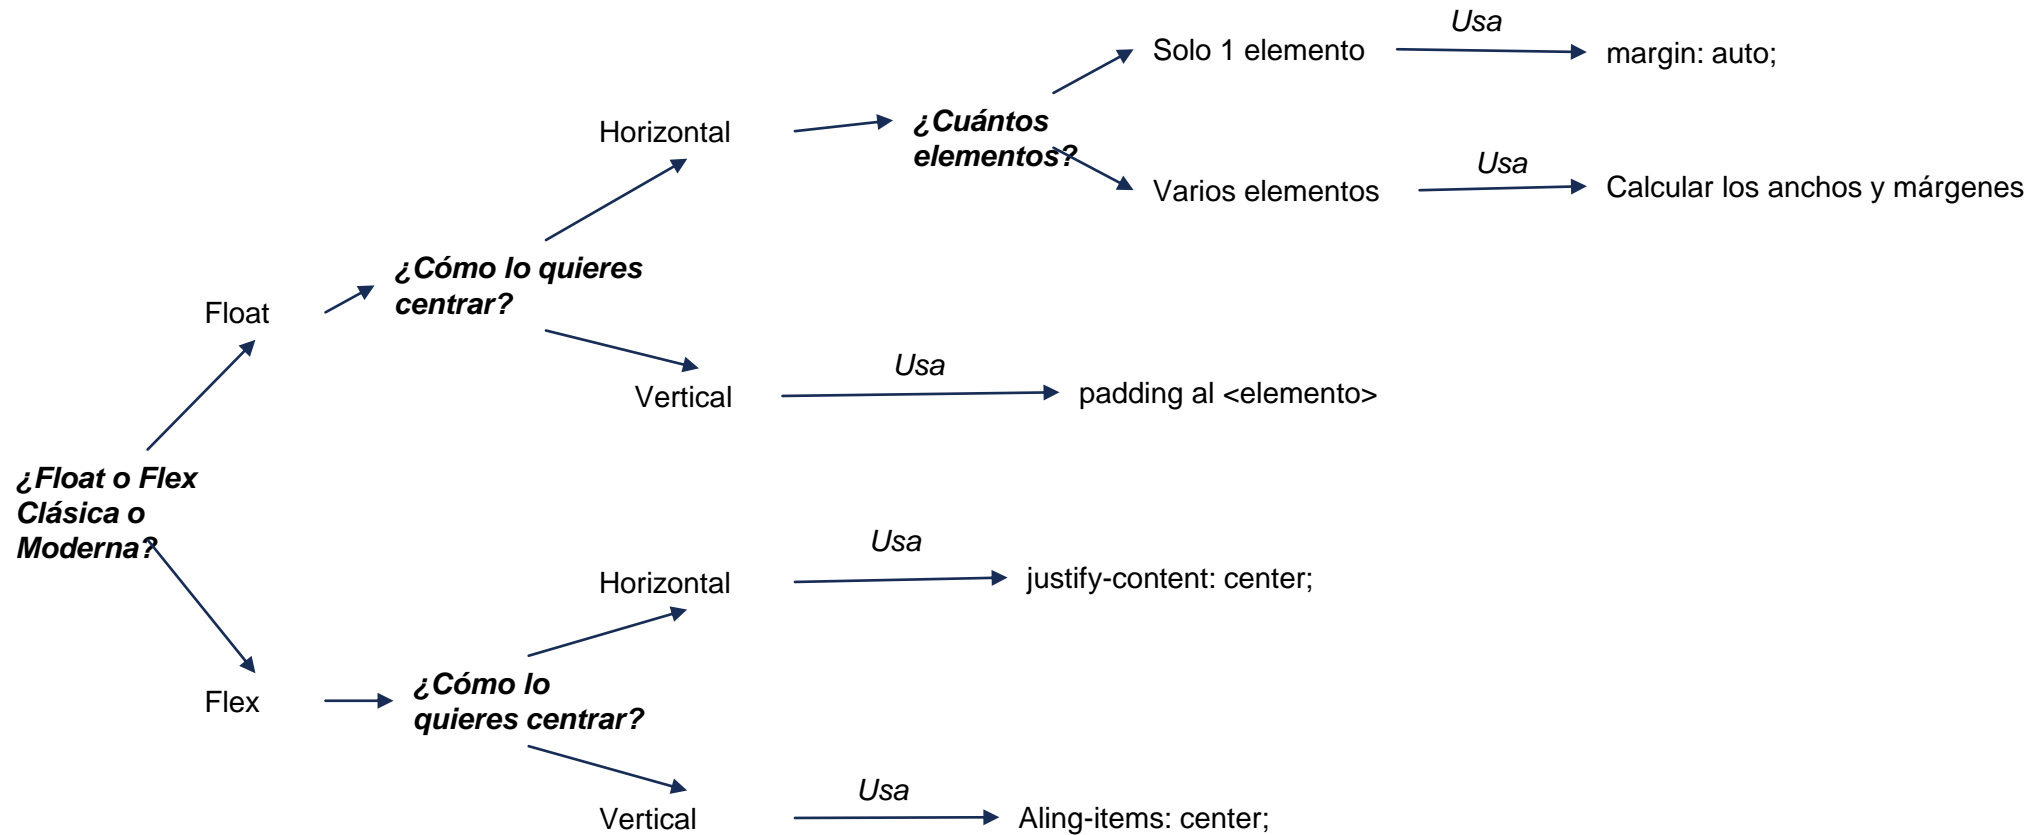 Usa
Solo 1 elemento
margin: auto;
Horizontal
¿Cuántos
elementos?
Usa
Varios elementos
Calcular los anchos y márgenes
¿Cómo lo quieres
centrar?
Float
Usa
Vertical
padding al <elemento>
¿Float o Flex
Clásica o
Moderna?
Usa
Horizontal
justify-content: center;
Flex
¿Cómo lo
quieres centrar?
Usa
Vertical
Aling-items: center;